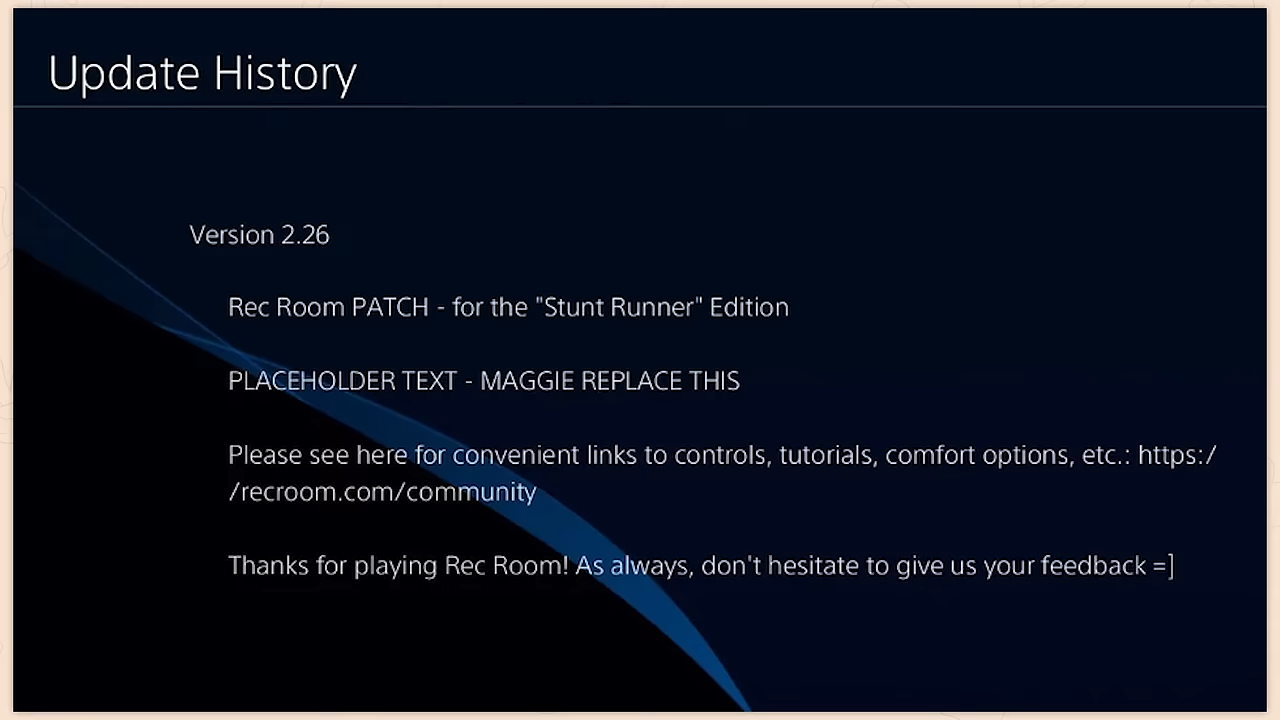 Update History
Version 2.26
Rec Room PATCH - for the "Stunt Runner" Edition
PLACEHOLDER TEXT - MAGGIE REPLACE THIS
Please see here for convenient links to controls, tutorials, comfort options, etc.: https:/
/recroom.com/community
Thanks for playing Rec Room! As always, don't hesitate to give us your feedback =]